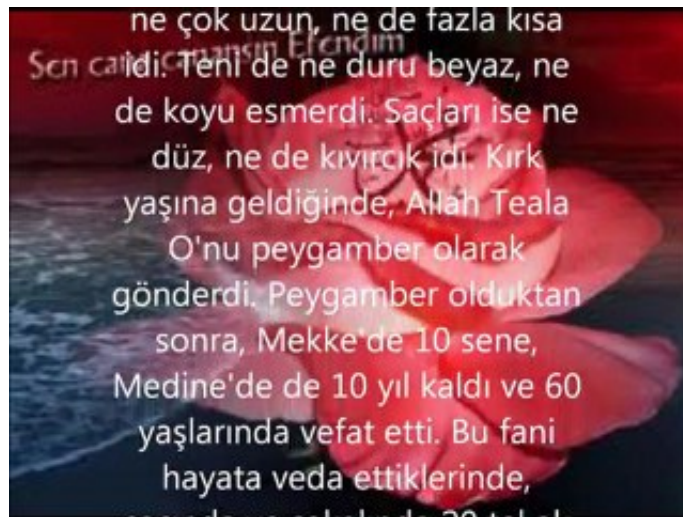 ne çok uzun, ne de fazla kısa
Sen canı canansın Efendim
idi. Teni de ne duru beyaz, ne
de koyu esmerdi. Saçları ise ne
düz, ne de kıvırcık idi. Kırk
yaşına geldiğinde, Allah Teala
O'nu peygamber olarak
gönderdi. Peygamber olduktan
sonra, Mekke'de 10 sene,
Medine'de de 10 yıl kaldı ve 60
yaşlarında vefat etti. Bu fani
hayata veda ettiklerinde,